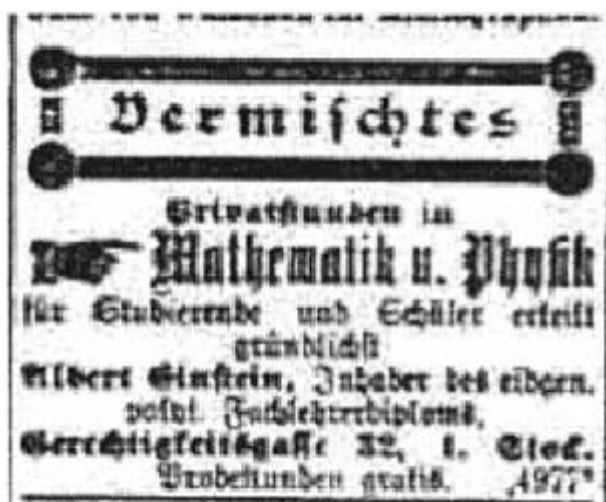 Vermischtes
Privatstunden in
Mathematik u. Physik
für Studierende und Schüler erteilt
gründlichst
Albert Einstein, Inhaber des eidgen.
polyt. Fachlehrerdiploms,
Gerechtigkeitsgasse 32, 1. Stock.
Probestunden gratis. 4977